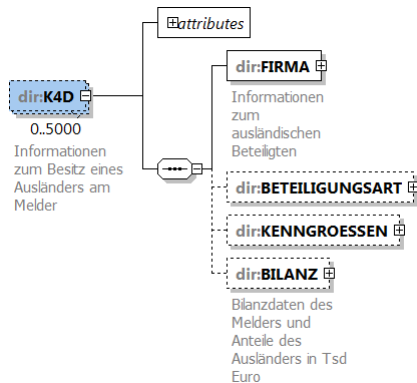 attributes
dir:K4D
0..5000
Informationen
zum Besitz eines
Ausländers am
Melder
dir:FIRMA
Informationen
zum
ausländischen
Beteiligten
dir:BETEILIGUNGSART
dir:KENNGROESSEN
dir:BILANZ
Bilanzdaten des
Melders und
Anteile des
Ausländers in Tsd
Euro